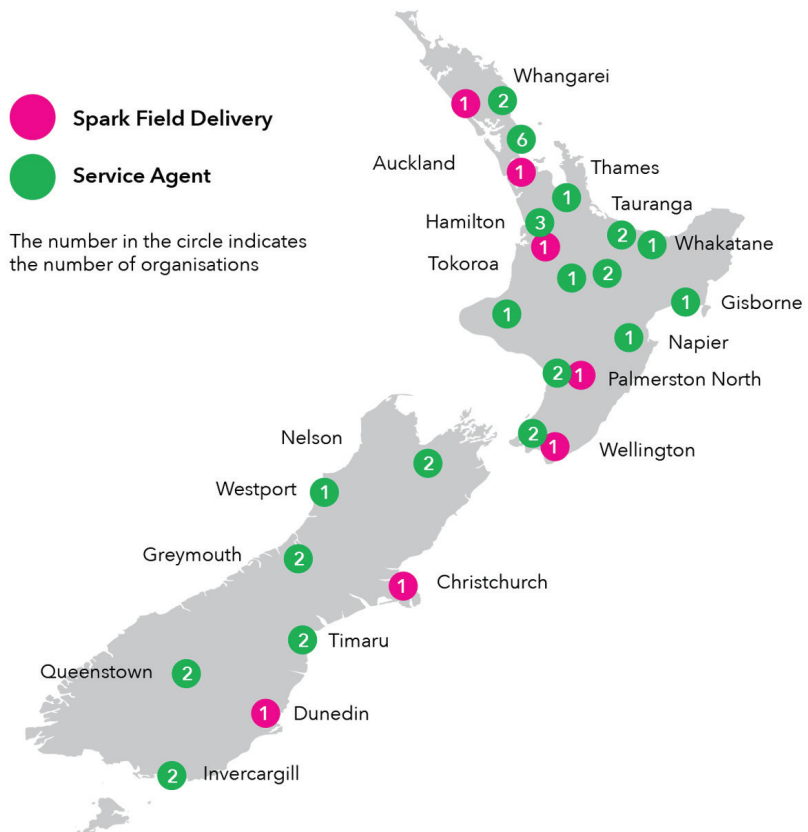 Whangarei
Spark Field Delivery
1
2
6
Service Agent
Auckland
1
Thames
1
Tauranga
The number in the circle indicates
the number of organisations
Hamilton
3
2
1
Whakatane
1
Tokoroa
1
2
1
Gisborne
1
1
Napier
2
1
Palmerston North
Nelson
2
1
Wellington
2
Westport
1
Greymouth
2
1
Christchurch
2
Timaru
Queenstown
2
1
Dunedin
2
Invercargill